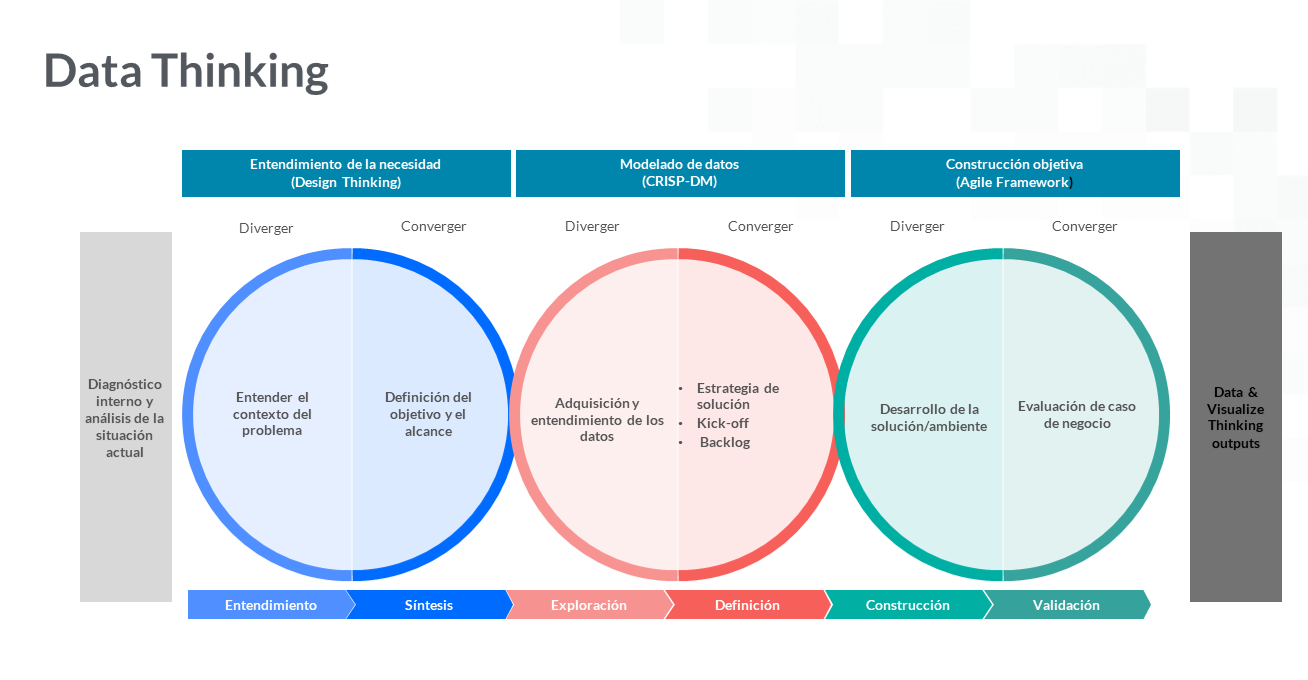 Data Thinking
Entendimiento de la necesidad
(Design Thinking)
Modelado de datos
(CRISP-DM)
Construcción objetiva
(Agile Framework)
Diverger
Converger
Diverger
Converger
Diverger
Converger
Diagnóstico
interno y
análisis de la
situación
actual
Entender el
contexto del
problema
Definición del
objetivo y el
alcance
Adquisición y
entendimiento de los
datos
• Estrategia de
solución
• Kick-off
• Backlog
Desarrollo de la
solución/ambiente
Evaluación de caso
de negocio
Data &
Visualize
Thinking
outputs
Entendimiento
Síntesis
Exploración
Definición
Construcción
Validación